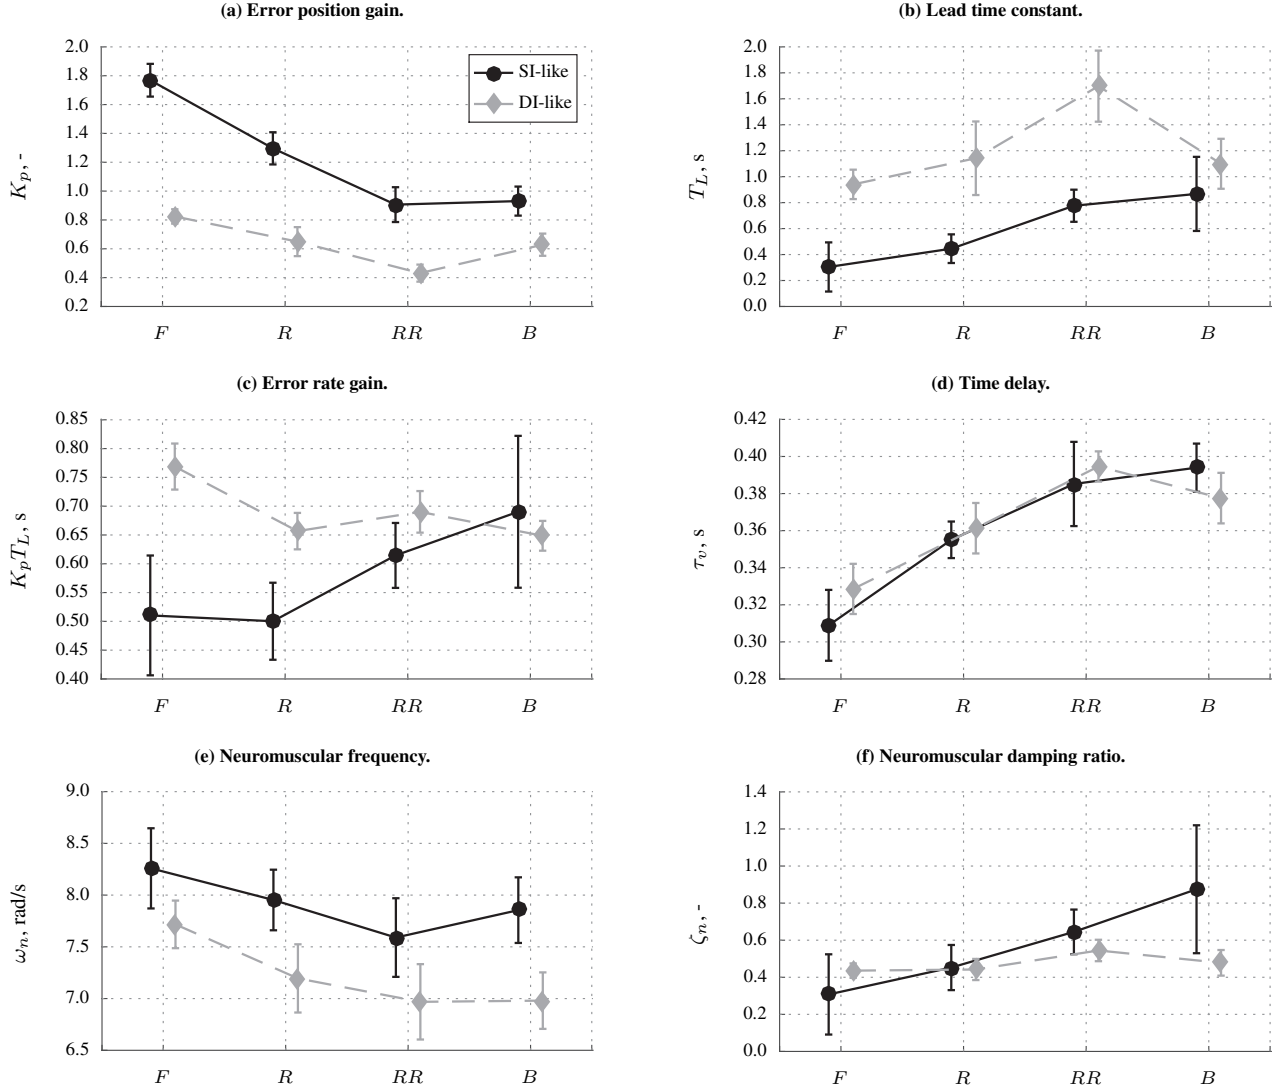 (a) Error position gain.
2.0
1.8
1.6
1.4
1.2
1.0
0.8
0.6
0.4
0.2
K_p, -
SI-like
DI-like
F R RR B
(b) Lead time constant.
2.0
1.8
1.6
1.4
1.2
1.0
0.8
0.6
0.4
0.2
0.0
T_L, s
F R RR B
(c) Error rate gain.
0.85
0.80
0.75
0.70
0.65
0.60
0.55
0.50
0.45
0.40
K_pT_L, s
F R RR B
(d) Time delay.
0.42
0.40
0.38
0.36
0.34
0.32
0.30
0.28
τ_v, s
F R RR B
(e) Neuromuscular frequency.
9.0
8.5
8.0
7.5
7.0
6.5
ω_n, rad/s
F R RR B
(f) Neuromuscular damping ratio.
1.4
1.2
1.0
0.8
0.6
0.4
0.2
0.0
ζ_n, -
F R RR B